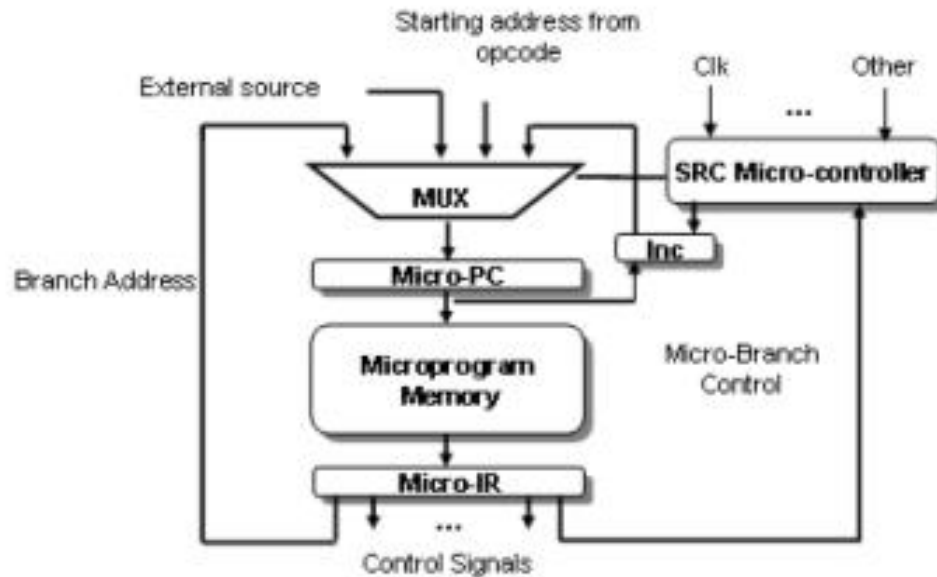 Starting address from
opcode
External source
Clk
Other
...
SRC Micro-controller
MUX
Inc
Branch Address
Micro-PC
Microprogram
Memory
Micro-Branch
Control
Micro-IR
...
Control Signals